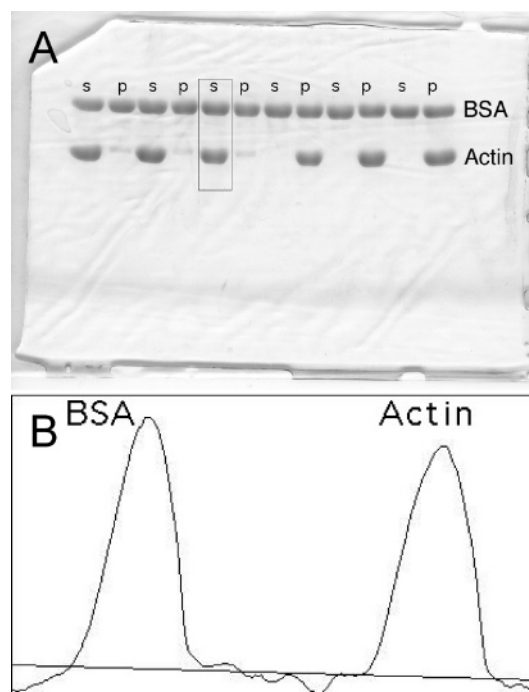 A
s p s p s p s p s p s p
BSA
Actin
BSA Actin
B